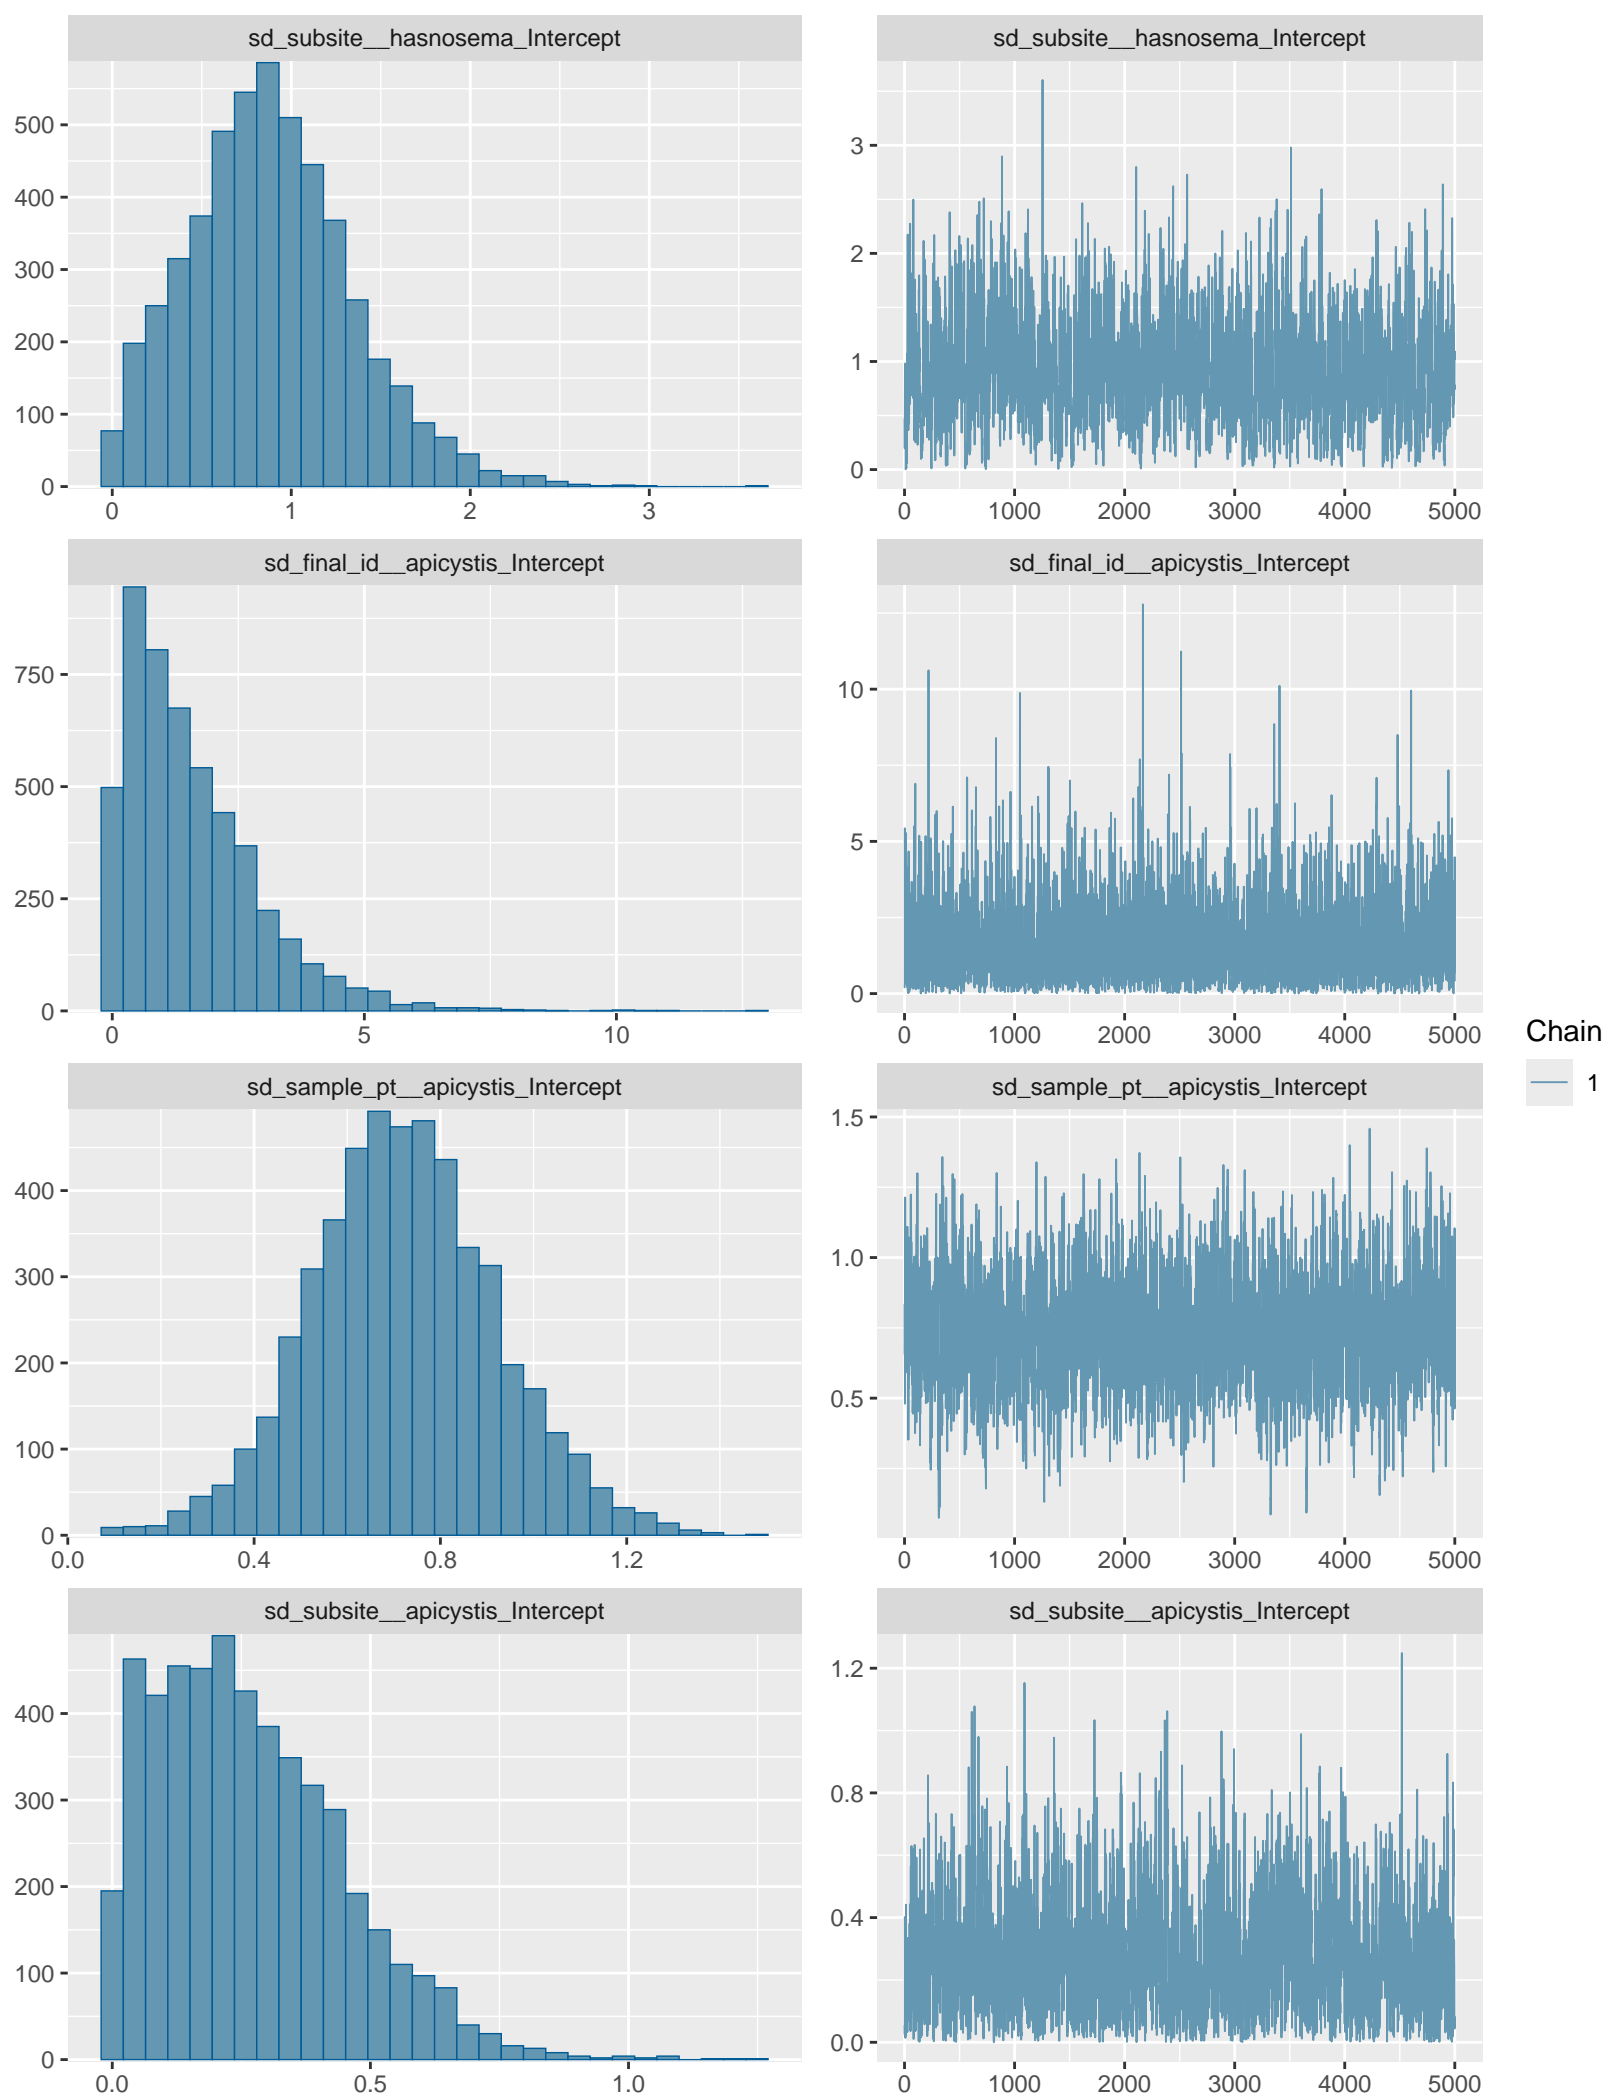 sd_subsite__hasnosema_Intercept
sd_subsite__hasnosema_Intercept
500
400
300
200
100
0
0 1 2 3
3
2
1
0
0 1000 2000 3000 4000 5000
sd_final_id__apicystis_Intercept
sd_final_id__apicystis_Intercept
750
500
250
0
0 5 10
10
5
0
0 1000 2000 3000 4000 5000
Chain
1
sd_sample_pt__apicystis_Intercept
sd_sample_pt__apicystis_Intercept
400
300
200
100
0
0.0 0.4 0.8 1.2
1.5
1.0
0.5
0 1000 2000 3000 4000 5000
sd_subsite__apicystis_Intercept
sd_subsite__apicystis_Intercept
400
300
200
100
0
0.0 0.5 1.0
1.2
0.8
0.4
0.0
0 1000 2000 3000 4000 5000